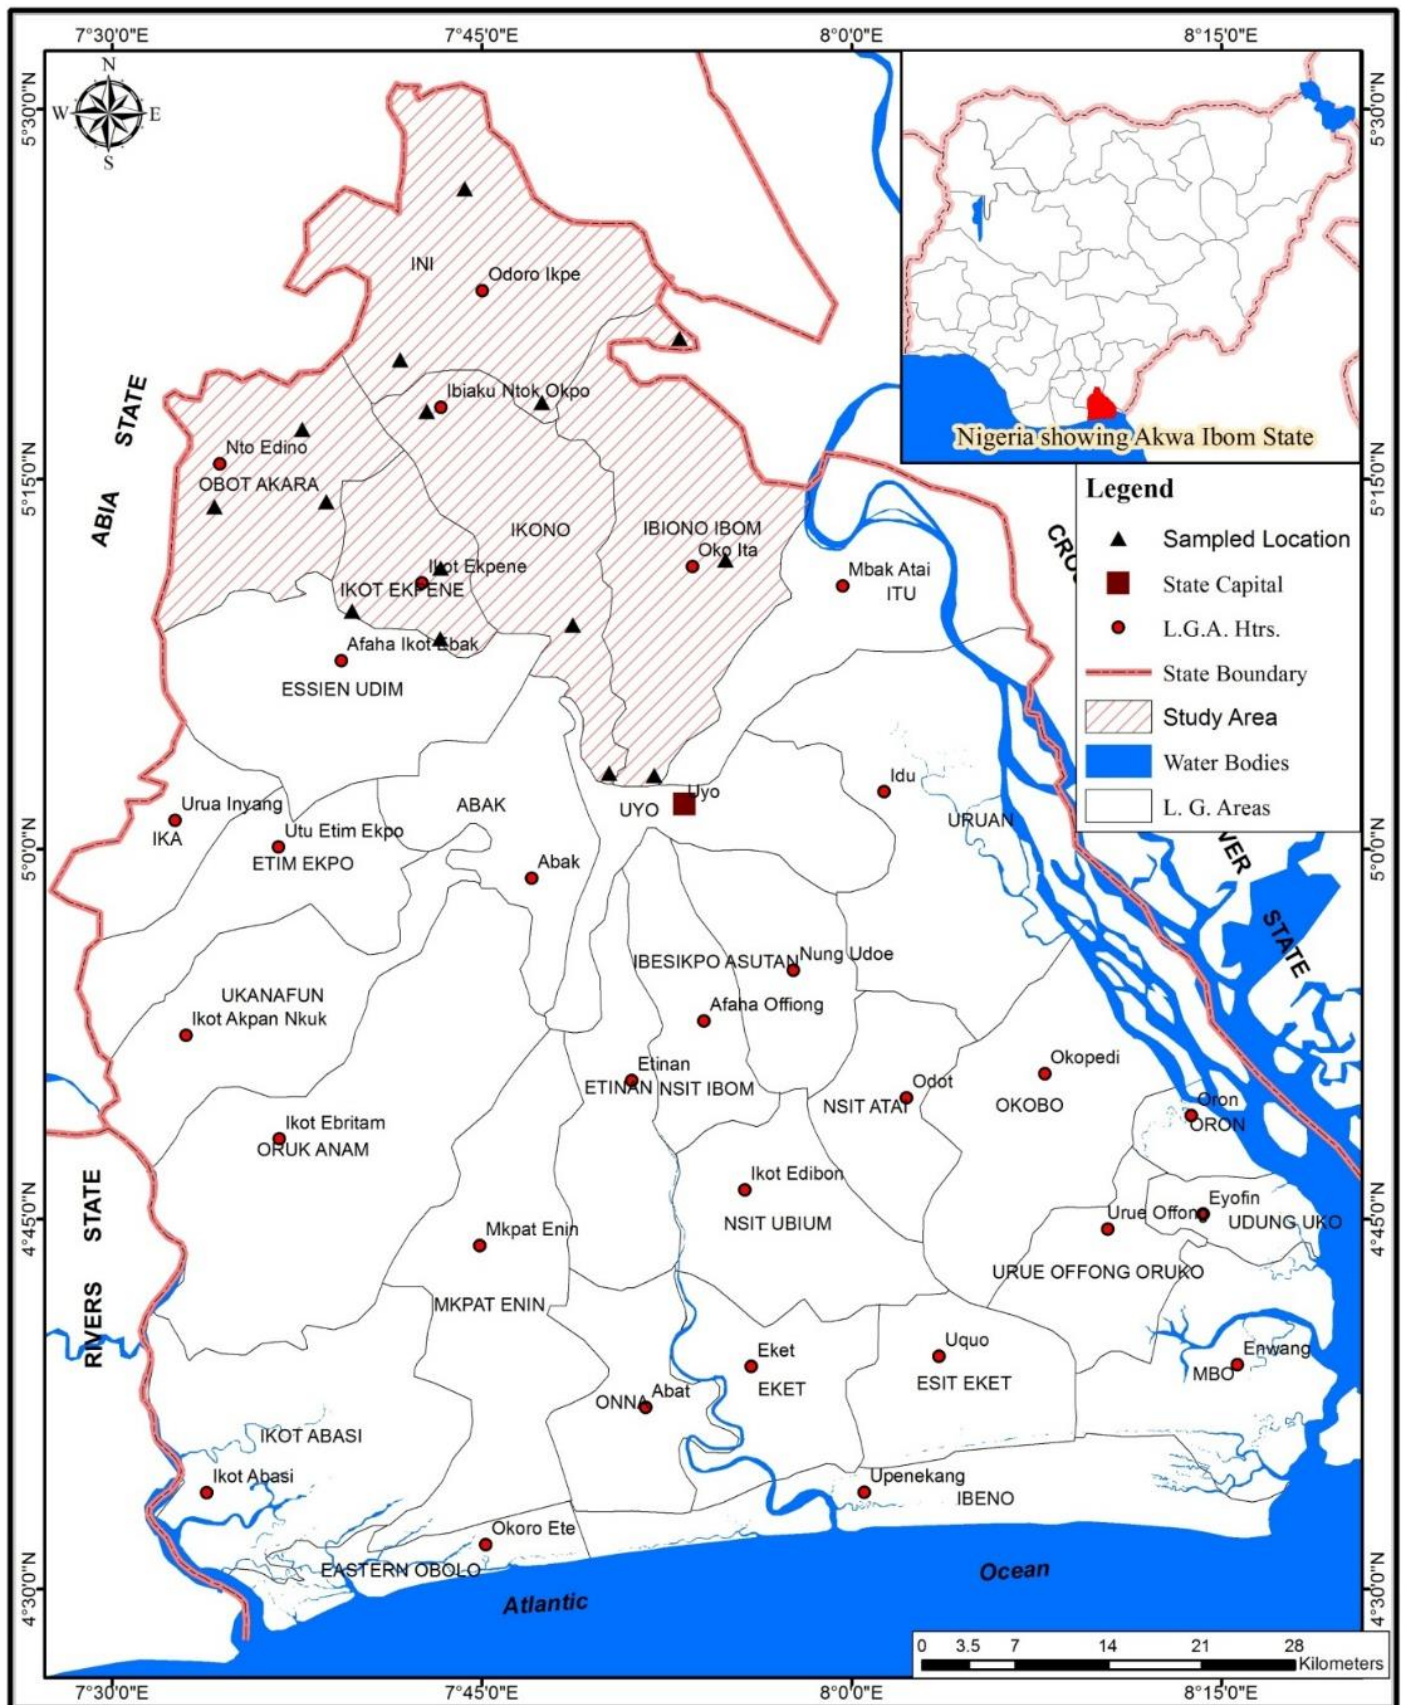 7°30'0"E
7°45'0"E
8°0'0"E
8°15'0"E
5°30'0"N
5°30'0"N
N
W
E
S
INI
Odoro Ikpe
ABIA STATE
Ibiaku Ntok Okpo
Nto Edino
OBOT AKARA
5°15'0"N
5°15'0"N
Nigeria showing Akwa Ibom State
IKONO
IBIONO IBOM
Oko Ita
Ikot Ekpene
IKOT EKPENE
Mbak Atai
ITU
CROS
Legend
Sampled Location
State Capital
L.G.A. Htrs.
State Boundary
Study Area
Water Bodies
L. G. Areas
Afaha Ikot Ebak
ESSIEN UDIM
Urua Inyang
IKA
Utu Etim Ekpo
ETIM EKPO
ABAK
Abak
UYO
Uyo
Idu
URUAN
5°0'0"N
5°0'0"N
VER
STATE
IBESIKPO ASUTAN
Nung Udoe
UKANAFUN
Ikot Akpan Nkuk
Afaha Offiong
Etinan
ETINAN
NSIT IBOM
Odot
NSIT ATAI
Okopedi
OKOBO
Oron
ORON
Ikot Ebritam
ORUK ANAM
Ikot Edibon
NSIT UBIUM
Eyofin
UDUNG UKO
Urue Offong
URUE OFFONG ORUKO
4°45'0"N
4°45'0"N
RIVERS STATE
Mkpat Enin
MKPAT ENIN
Eket
EKET
Uquo
ESIT EKET
Enwang
MBO
ONNA
Abat
IKOT ABASI
Ikot Abasi
Upenekang
IBENO
Okoro Ete
EASTERN OBOLO
Atlantic
Ocean
4°30'0"N
4°30'0"N
0 3.5 7 14 21 28
Kilometers
7°30'0"E
7°45'0"E
8°0'0"E
8°15'0"E